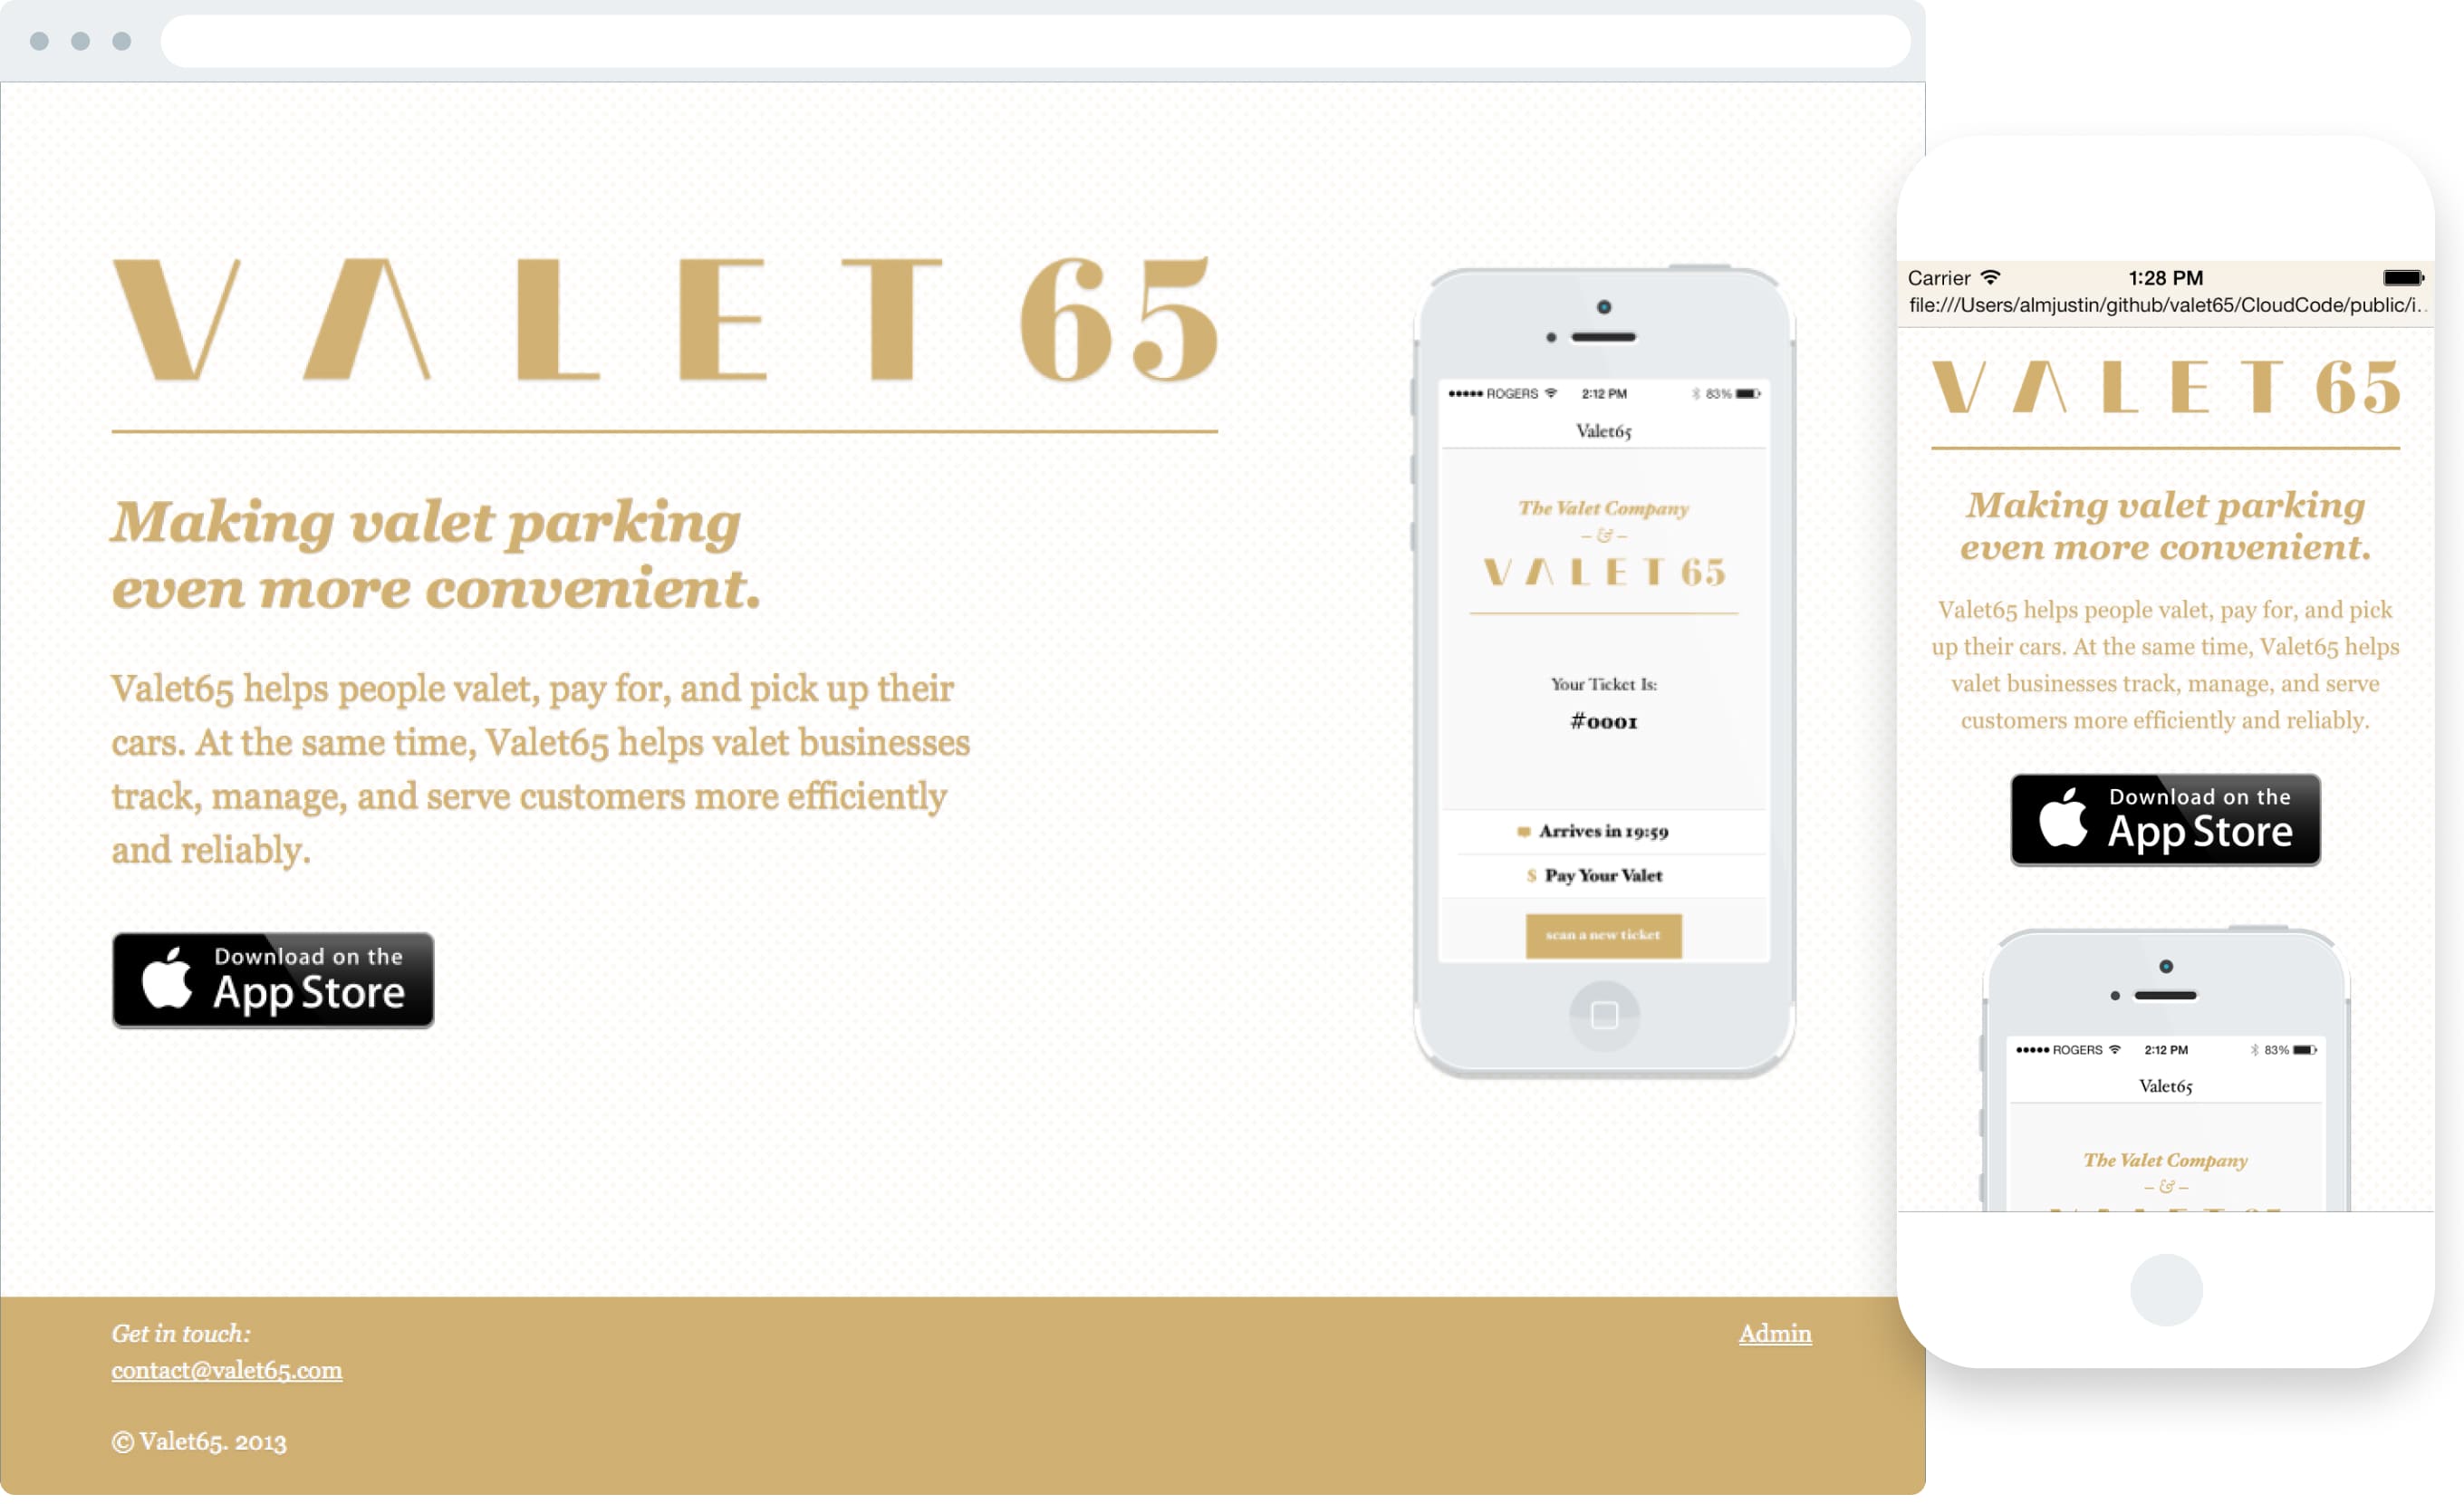 VALET 65
Making valet parking
even more convenient.
Valet65 helps people valet, pay for, and pick up their
cars. At the same time, Valet65 helps valet businesses
track, manage, and serve customers more efficiently
and reliably.
Download on the
App Store
ROGERS 2:12 PM 83%
Valet65
The Valet Company
– & –
VALET 65
Your Ticket Is:
#0001
Arrives in 19:59
$ Pay Your Valet
scan a new ticket
Get in touch:
contact@valet65.com
Admin
© Valet65. 2013
Carrier 1:28 PM
file:///Users/almjustin/github/valet65/CloudCode/public/i..
VALET 65
Making valet parking
even more convenient.
Valet65 helps people valet, pay for, and pick
up their cars. At the same time, Valet65 helps
valet businesses track, manage, and serve
customers more efficiently and reliably.
Download on the
App Store
ROGERS 2:12 PM 83%
Valet65
The Valet Company
– & –